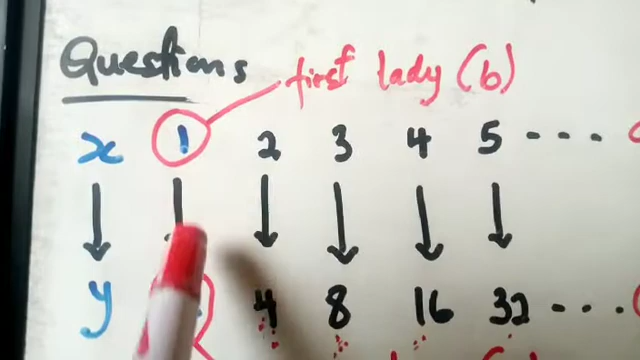 Questions first lady (b)
x 1 2 3 4 5 - - - -
y 4 8 16 32 - - - -